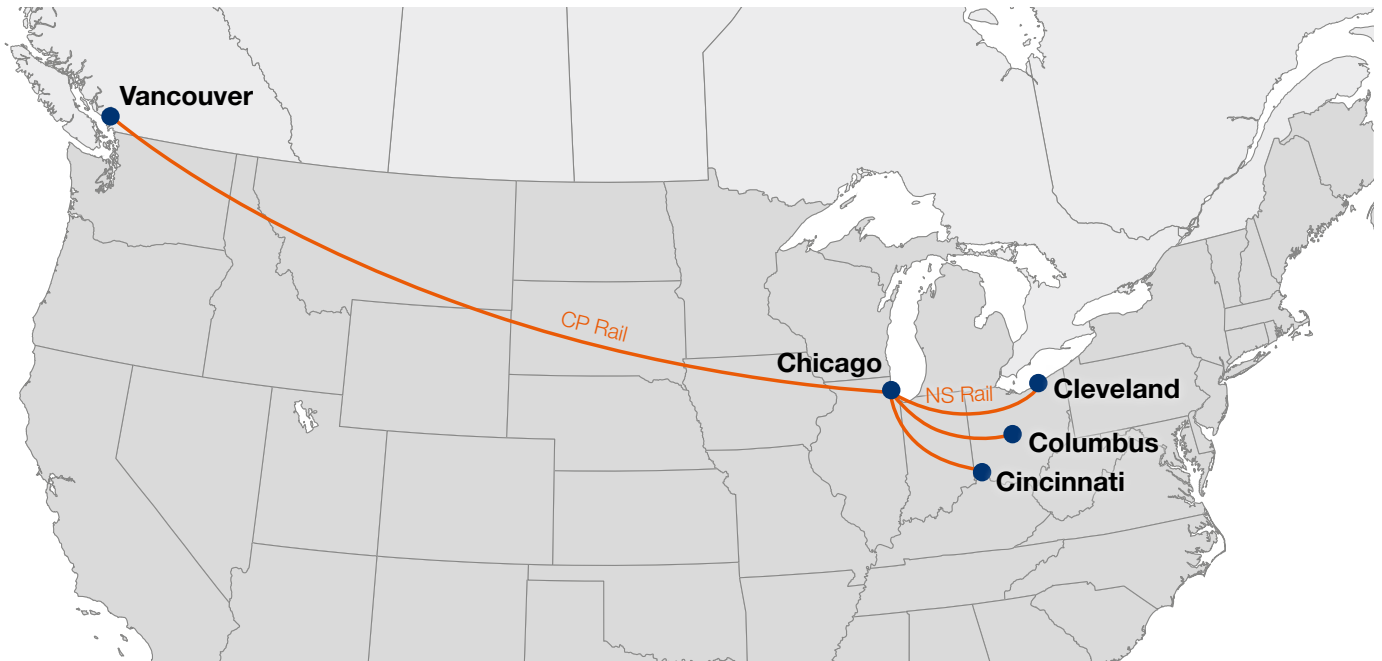 Vancouver
CP Rail
Chicago
NS Rail
Cleveland
Columbus
Cincinnati